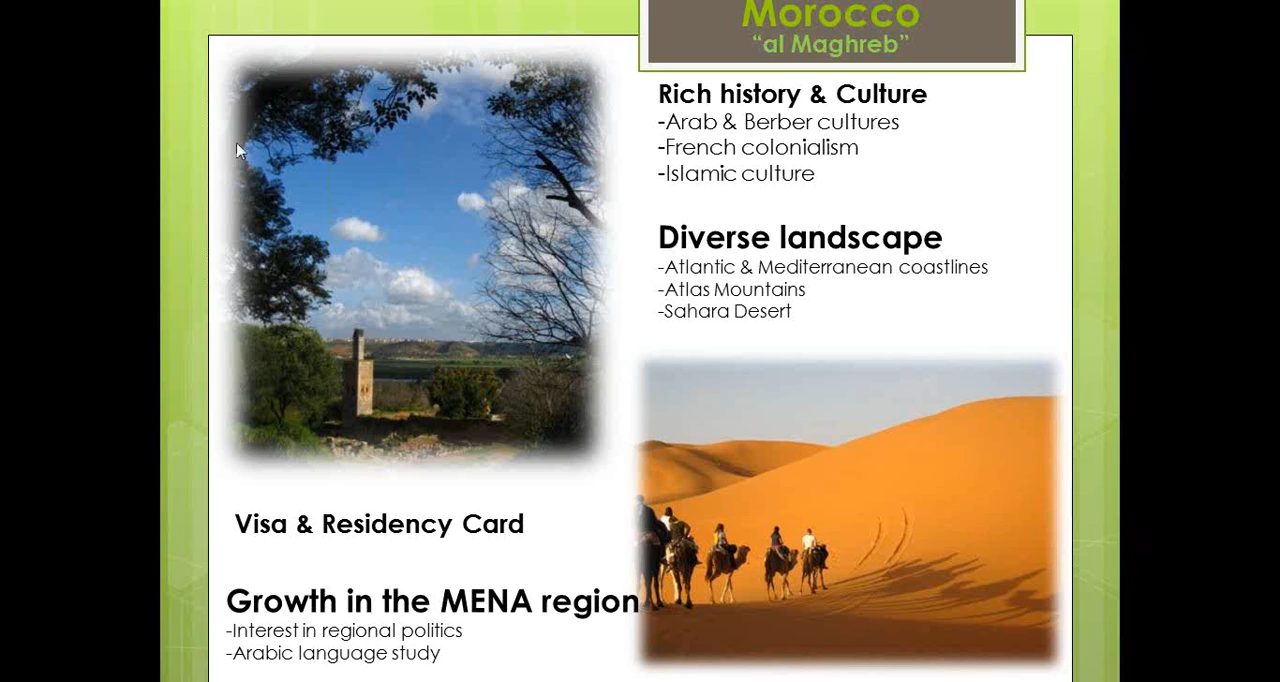 Morocco
“al Maghreb”
Rich history & Culture
-Arab & Berber cultures
-French colonialism
-Islamic culture
Diverse landscape
-Atlantic & Mediterranean coastlines
-Atlas Mountains
-Sahara Desert
Visa & Residency Card
Growth in the MENA region
-Interest in regional politics
-Arabic language study